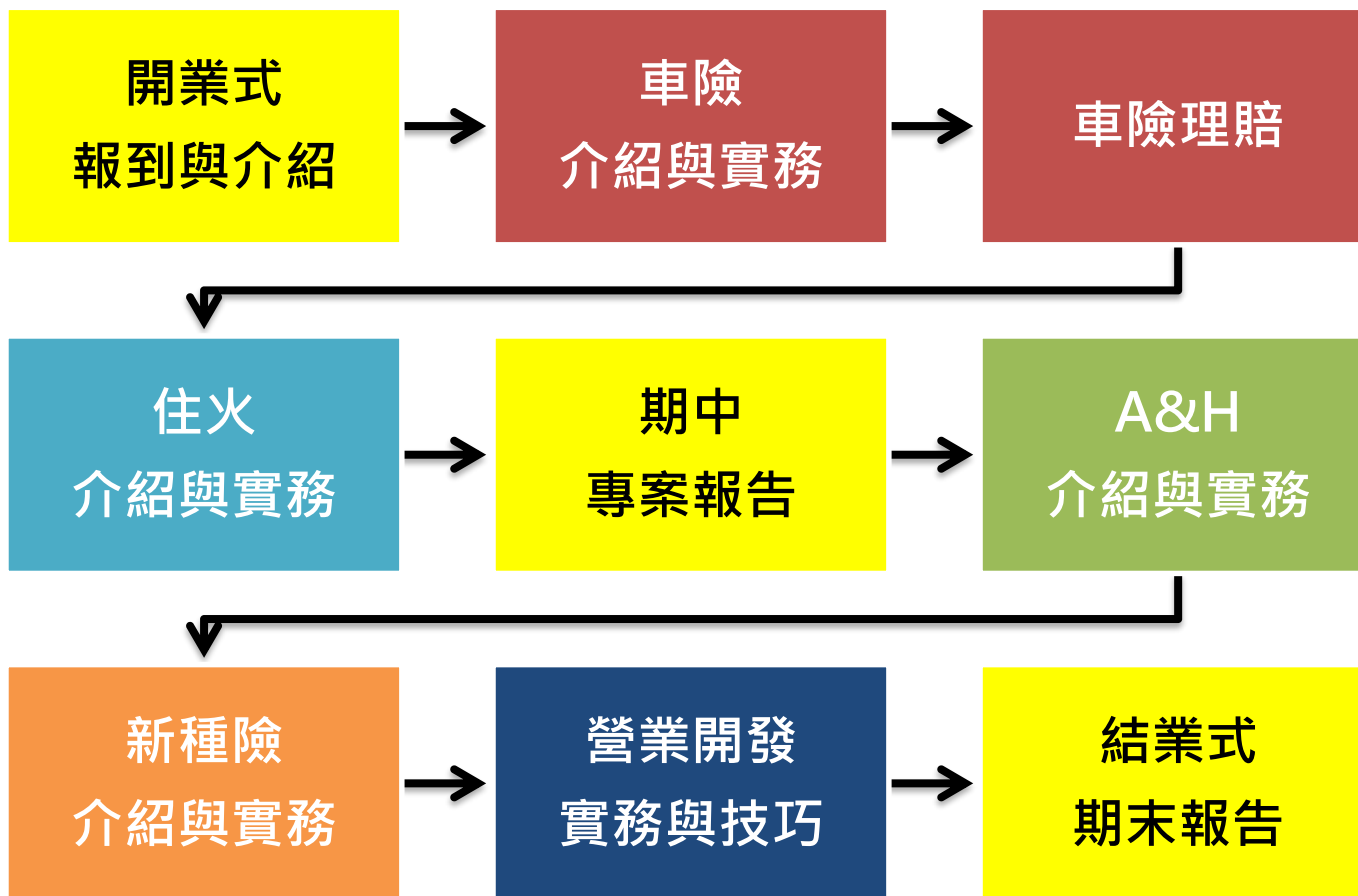 開業式
報到與介紹
車險
介紹與實務
車險理賠
住火
介紹與實務
期中
專案報告
A&H
介紹與實務
新種險
介紹與實務
營業開發
實務與技巧
結業式
期末報告